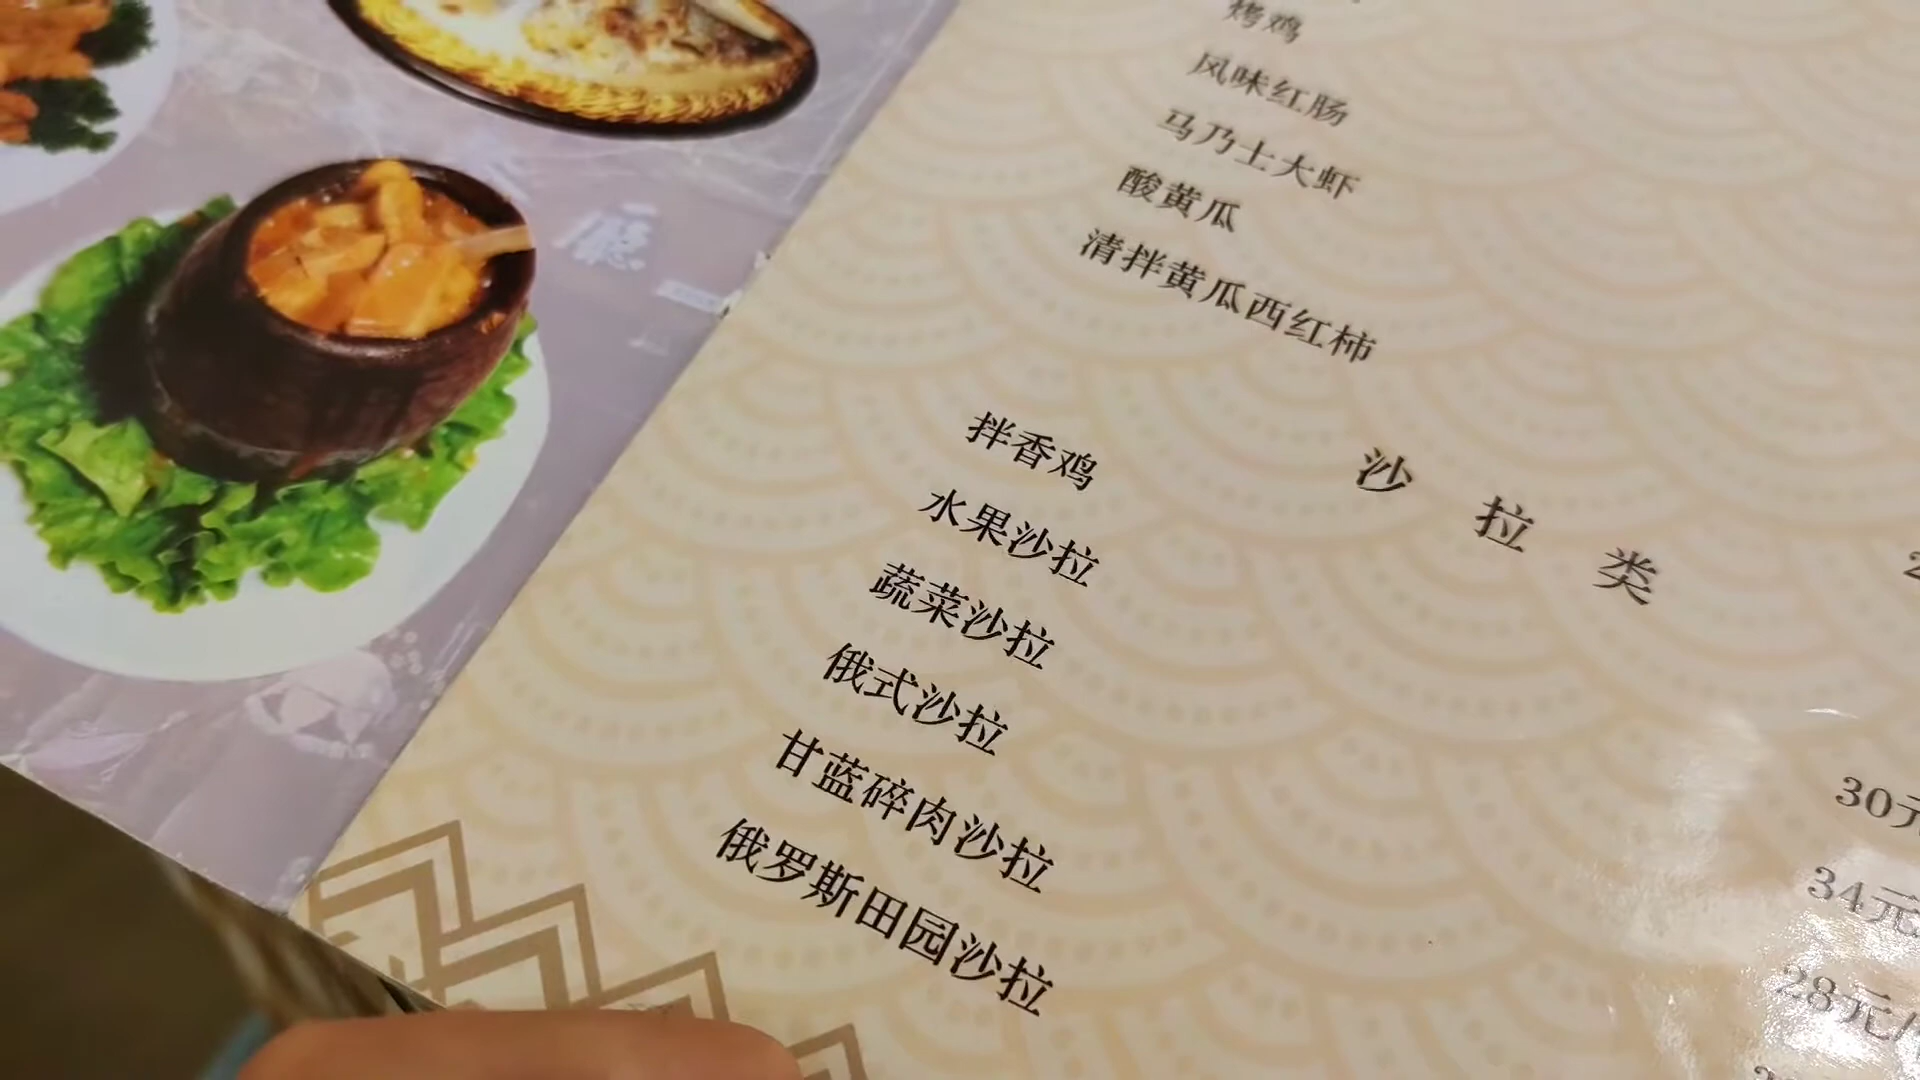 烤鸡
风味红肠
马乃士大虾
酸黄瓜
清拌黄瓜西红柿
沙拉类
拌香鸡
水果沙拉
蔬菜沙拉
俄式沙拉
甘蓝碎肉沙拉
俄罗斯田园沙拉
30元
34元
28元/